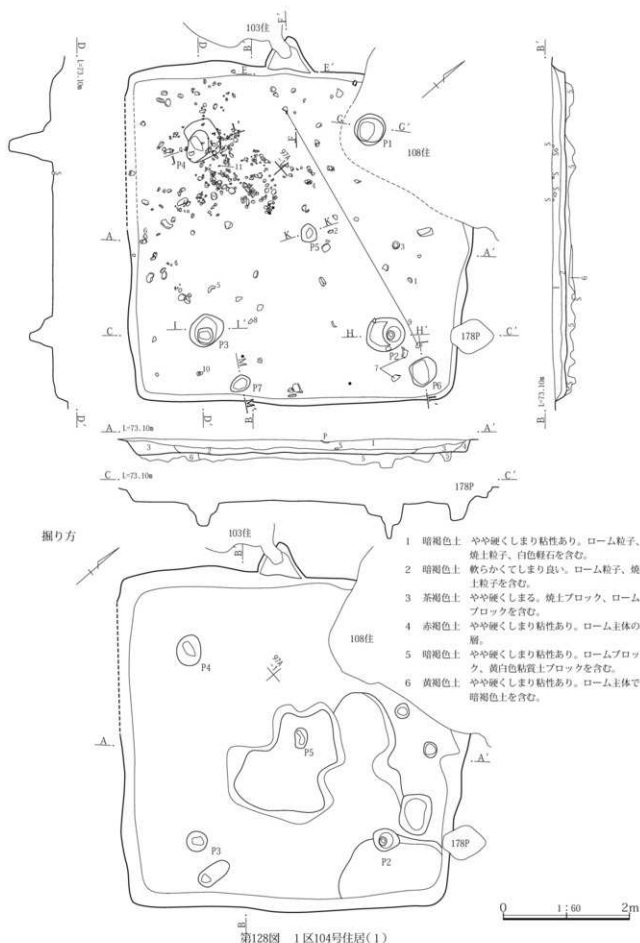 103住
108住
178P
P1
P2
P3
P4
P5
P6
P7
A
A'
B
B'
C
C'
D
D'
E
E'
F
F'
G
G'
H
H'
I
I'
K
K
M
M'
L=73.10m
A L=73.10m A'
C L=73.10m C'
178P
掘り方
103住
108住
P4
P5
P3
P2
178P
A
A'
B
B
1 暗褐色土 やや硬くしまり粘性あり。ローム粒子、
焼土粒子、白色軽石を含む。
2 暗褐色土 軟らかくてしまり良い。ローム粒子、焼
土粒子を含む。
3 茶褐色土 やや硬くしまる。焼土ブロック、ローム
ブロックを含む。
4 赤褐色土 やや硬くしまり粘性あり。ローム主体の
層。
5 暗褐色土 やや硬くしまり粘性あり。ロームブロッ
ク、黄白色粘質土ブロックを含む。
6 黄褐色土 やや硬くしまり粘性あり。ローム主体で
暗褐色土を含む。
0 1:60 2m
第128図 1区104号住居(1)